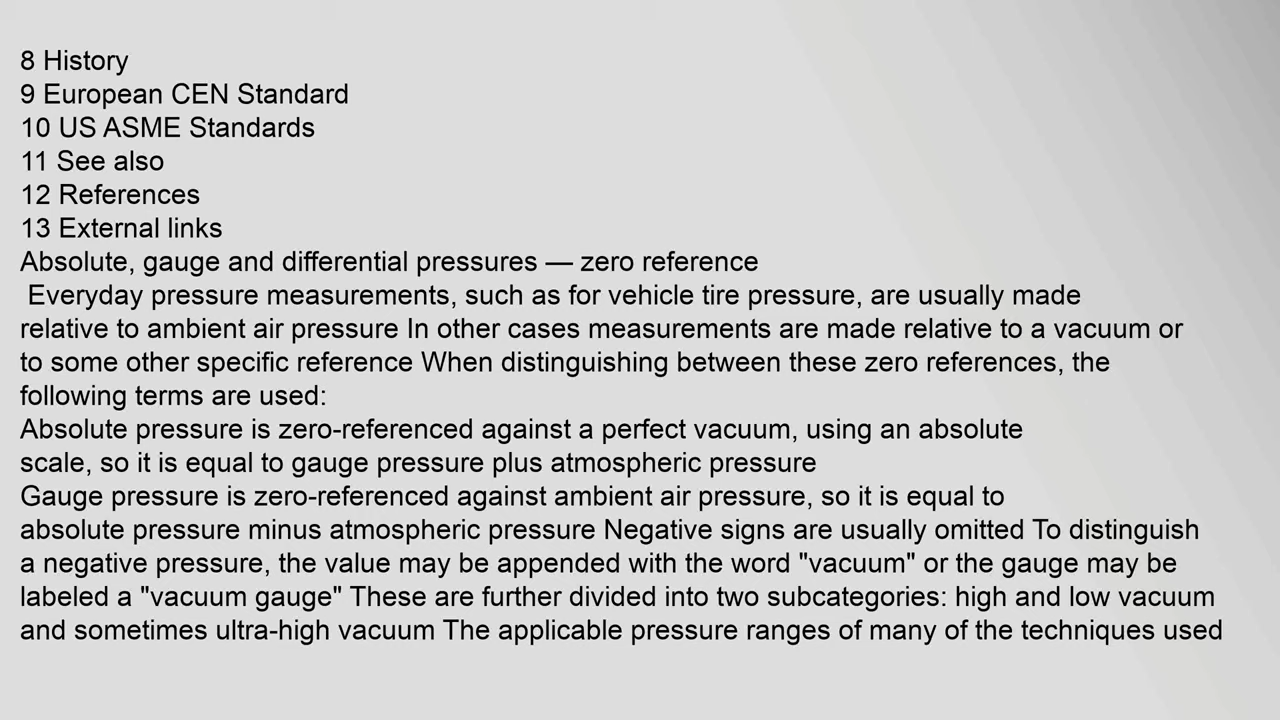 8 History
9 European CEN Standard
10 US ASME Standards
11 See also
12 References
13 External links
Absolute, gauge and differential pressures — zero reference
Everyday pressure measurements, such as for vehicle tire pressure, are usually made
relative to ambient air pressure In other cases measurements are made relative to a vacuum or
to some other specific reference When distinguishing between these zero references, the
following terms are used:
Absolute pressure is zero-referenced against a perfect vacuum, using an absolute
scale, so it is equal to gauge pressure plus atmospheric pressure
Gauge pressure is zero-referenced against ambient air pressure, so it is equal to
absolute pressure minus atmospheric pressure Negative signs are usually omitted To distinguish
a negative pressure, the value may be appended with the word "vacuum" or the gauge may be
labeled a "vacuum gauge" These are further divided into two subcategories: high and low vacuum
and sometimes ultra-high vacuum The applicable pressure ranges of many of the techniques used